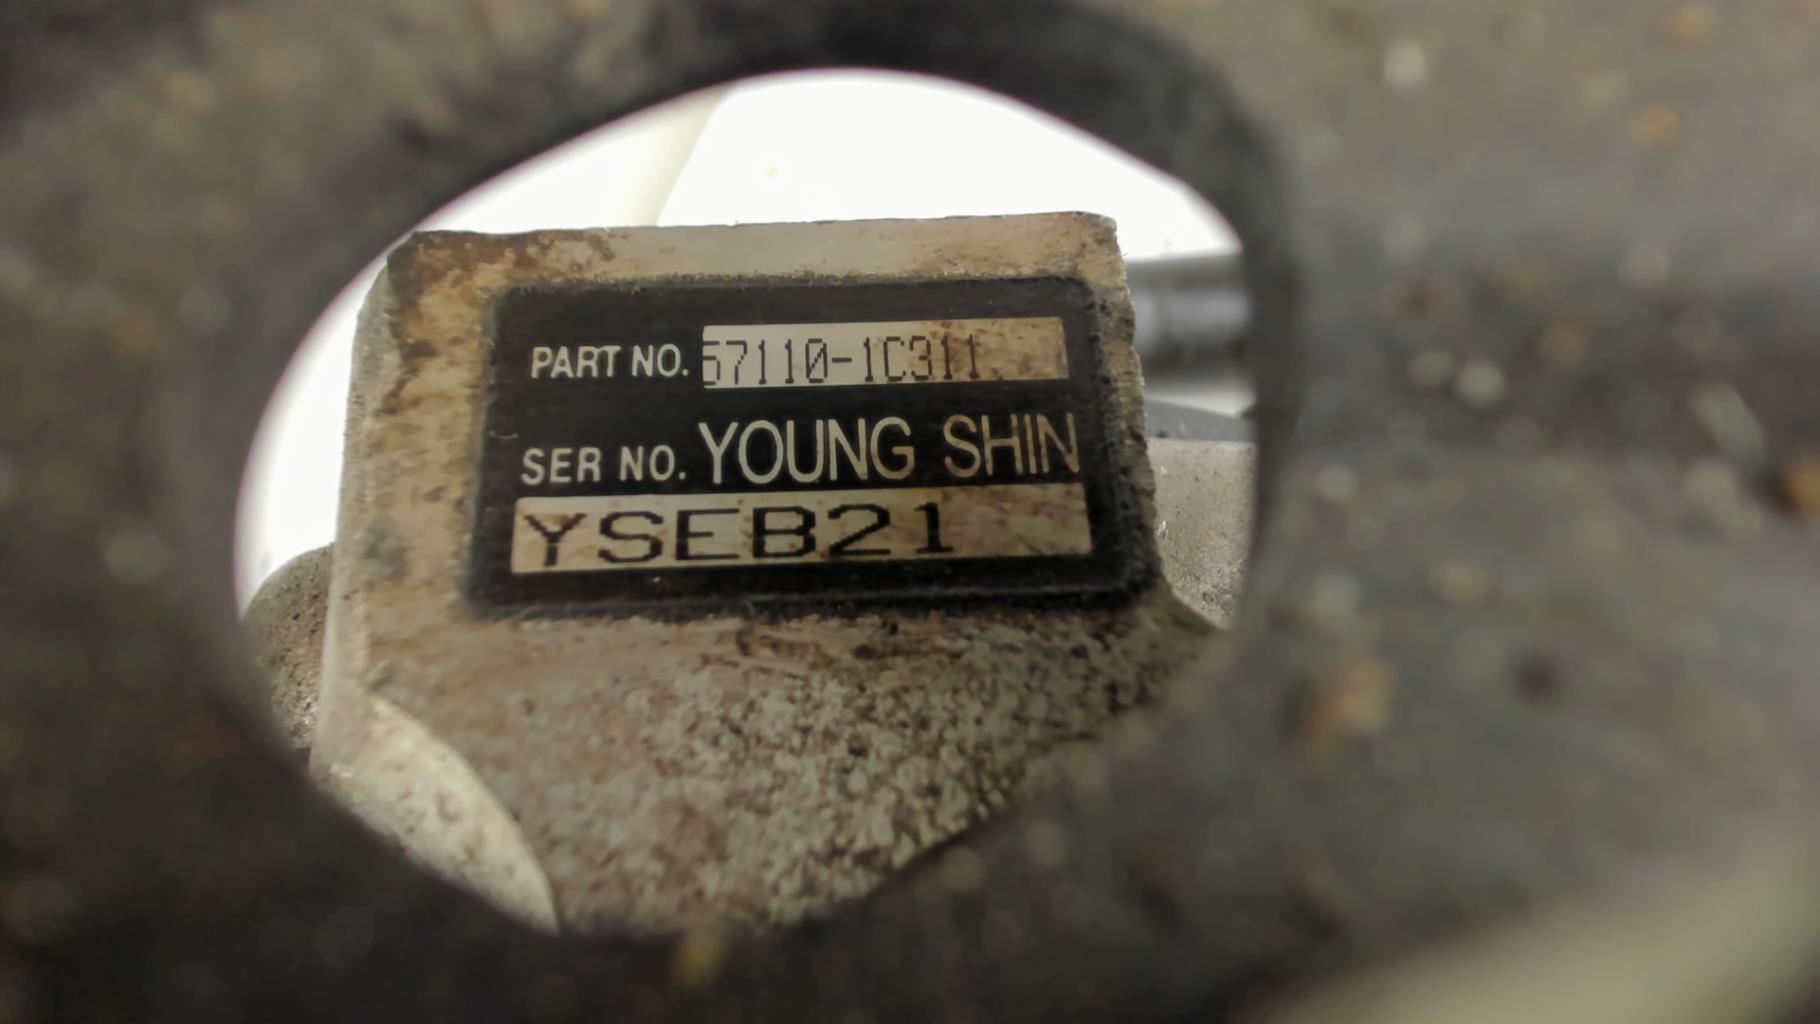 PART NO. 57110-1C311
SER NO. YOUNG SHIN
YSEB21